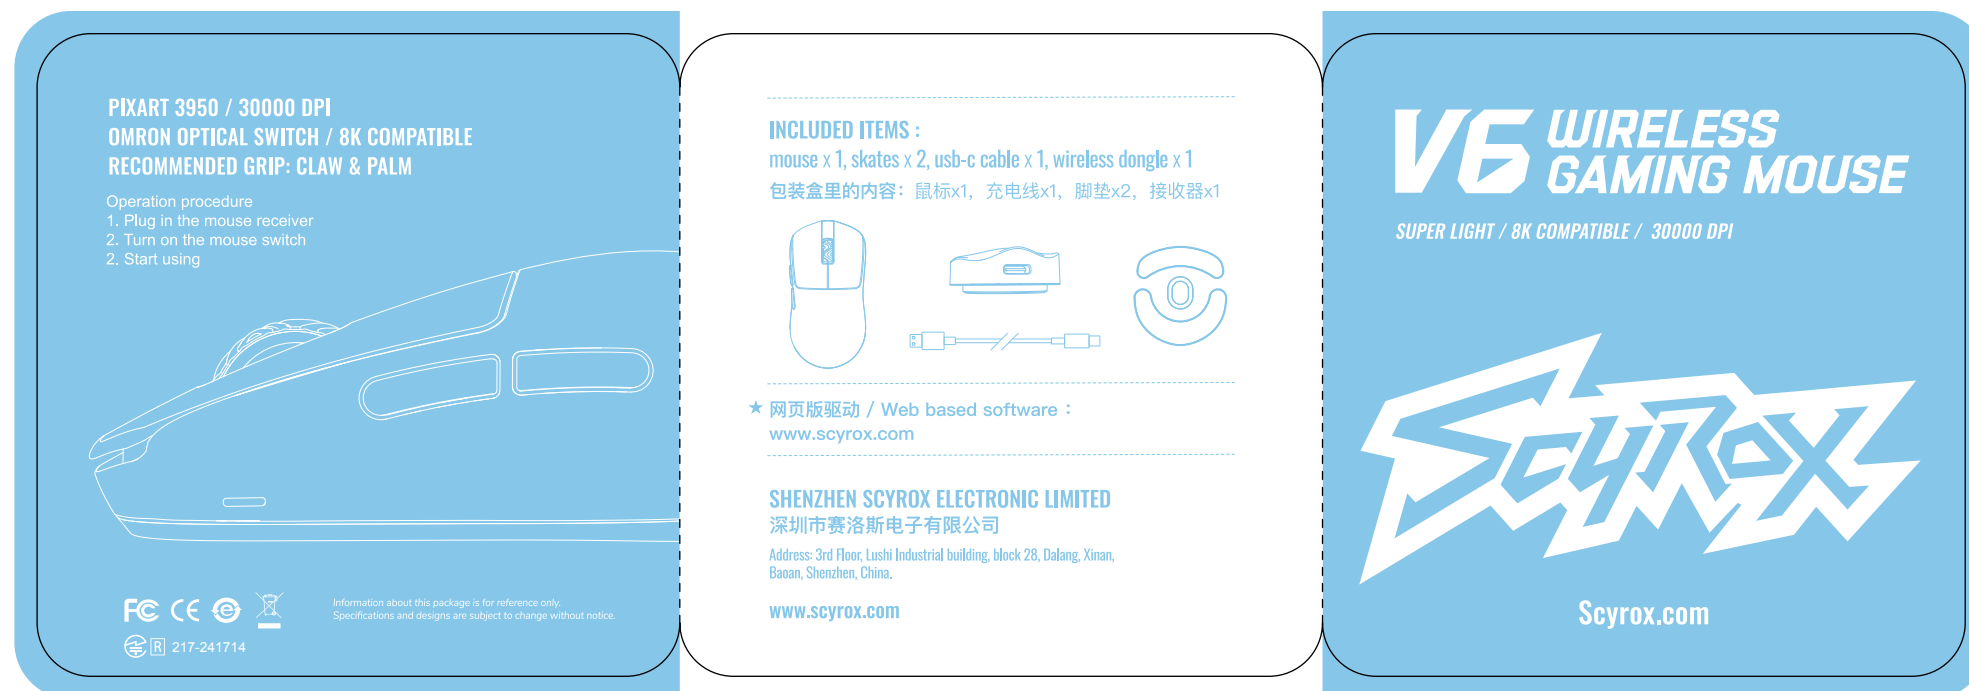 PIXART 3950 / 30000 DPI
OMRON OPTICAL SWITCH / 8K COMPATIBLE
RECOMMENDED GRIP: CLAW & PALM
Operation procedure
1. Plug in the mouse receiver
2. Turn on the mouse switch
2. Start using
FC CE e
Information about this package is for reference only.
Specifications and designs are subject to change without notice.
R 217-241714
INCLUDED ITEMS :
mouse x 1, skates x 2, usb-c cable x 1, wireless dongle x 1
包装盒里的内容：鼠标x1，充电线x1，脚垫x2，接收器x1
★ 网页版驱动 / Web based software：
www.scyrox.com
SHENZHEN SCYROX ELECTRONIC LIMITED
深圳市赛洛斯电子有限公司
Address: 3rd Floor, Lushi Industrial building, block 28, Dalang, Xinan,
Baoan, Shenzhen, China.
www.scyrox.com
V6 WIRELESS
GAMING MOUSE
SUPER LIGHT / 8K COMPATIBLE / 30000 DPI
SCYROX
Scyrox.com